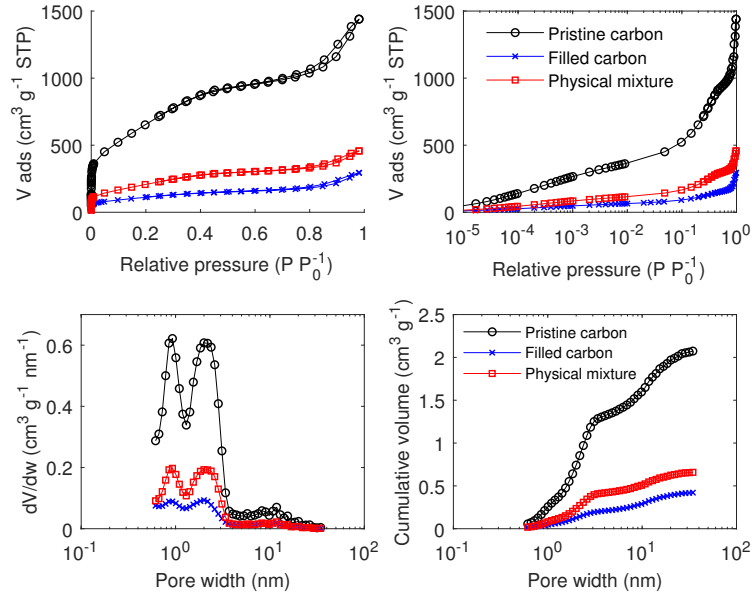 1500
1000
500
0
V ads (cm³ g⁻¹ STP)
0 0.2 0.4 0.6 0.8 1
Relative pressure (P P₀⁻¹)
1500
1000
500
0
V ads (cm³ g⁻¹ STP)
Pristine carbon
Filled carbon
Physical mixture
10⁻⁵ 10⁻⁴ 10⁻³ 10⁻² 10⁻¹ 10⁰
Relative pressure (P P₀⁻¹)
0.6
0.4
0.2
0
dV/dw (cm³ g⁻¹ nm⁻¹)
10⁻¹ 10⁰ 10¹ 10²
Pore width (nm)
2.5
2
1.5
1
0.5
0
Cumulative volume (cm³ g⁻¹)
Pristine carbon
Filled carbon
Physical mixture
10⁻¹ 10⁰ 10¹ 10²
Pore width (nm)